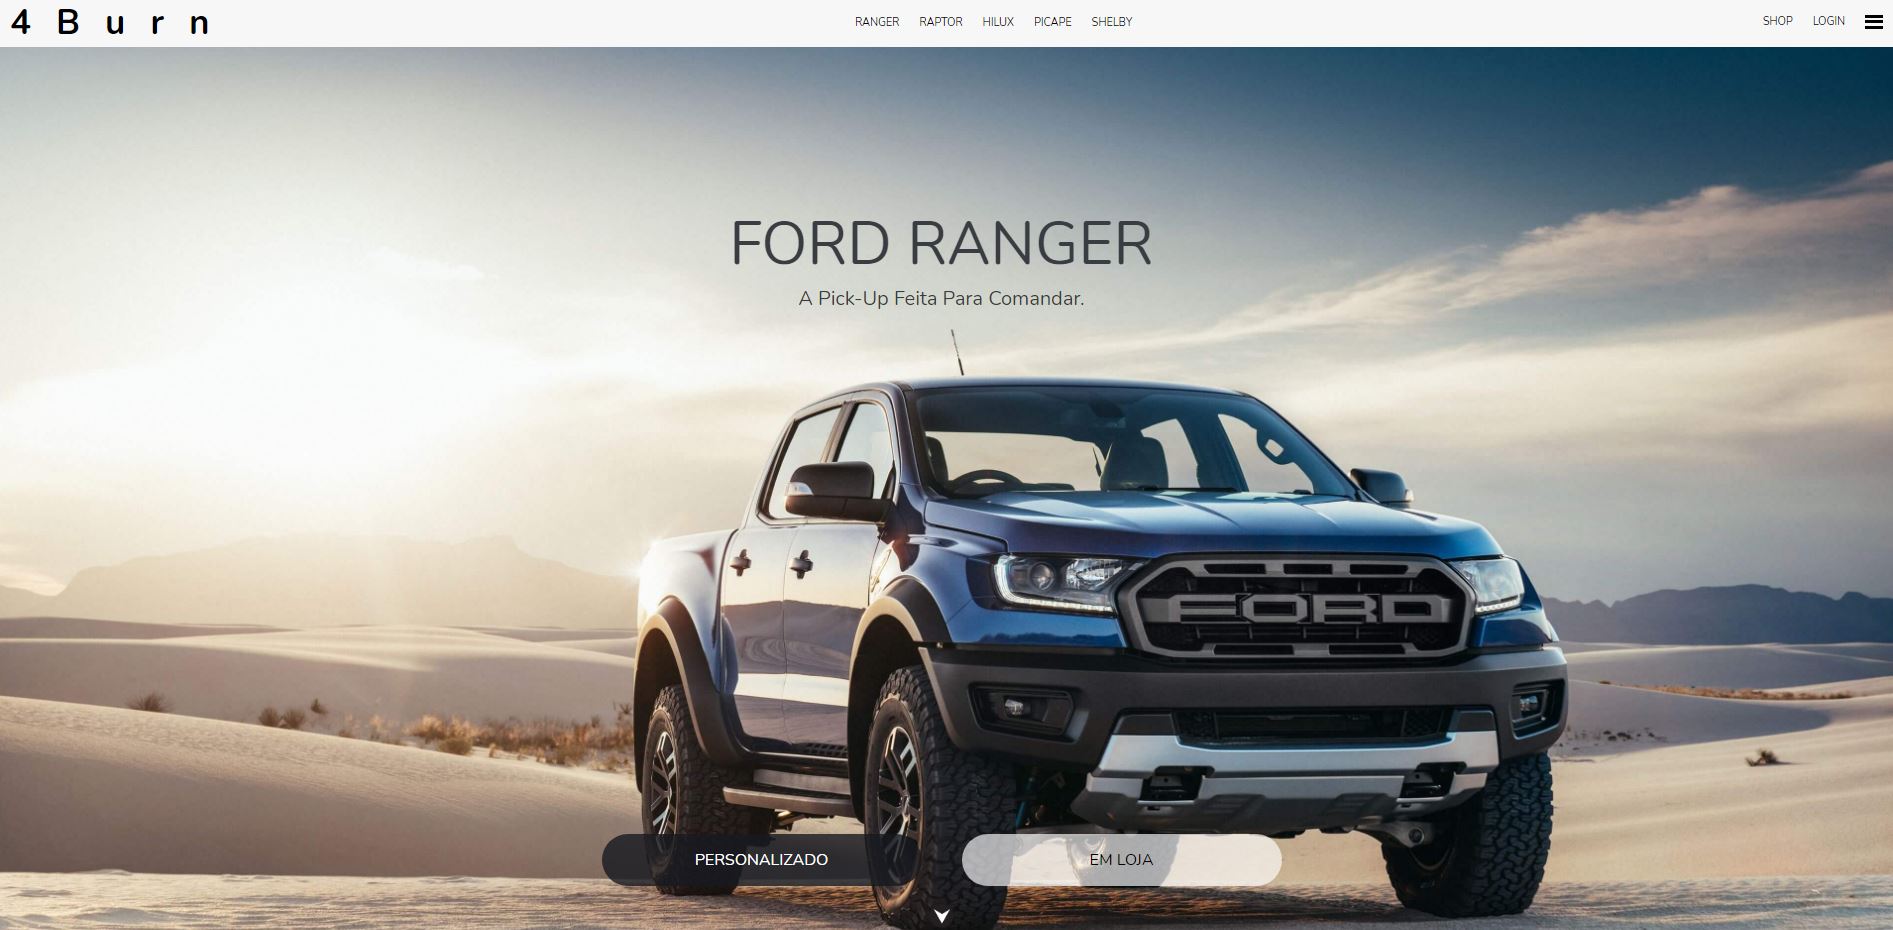 4 Burn
RANGER RAPTOR HILUX PICAPE SHELBY
SHOP LOGIN
FORD RANGER
A Pick-Up Feita Para Comandar.
FORD
PERSONALIZADO
EM LOJA